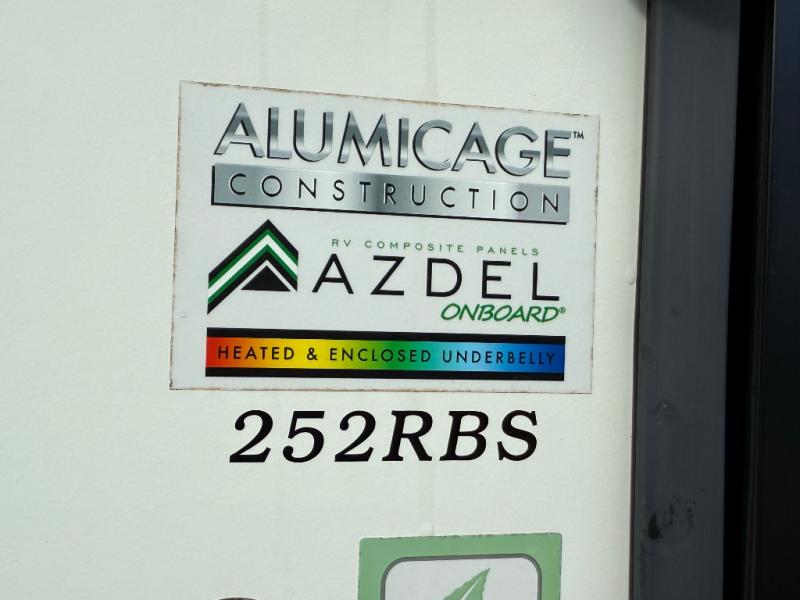 ALUMICAGE™
CONSTRUCTION
RV COMPOSITE PANELS
AZDEL
ONBOARD®
HEATED & ENCLOSED UNDERBELLY
252RBS